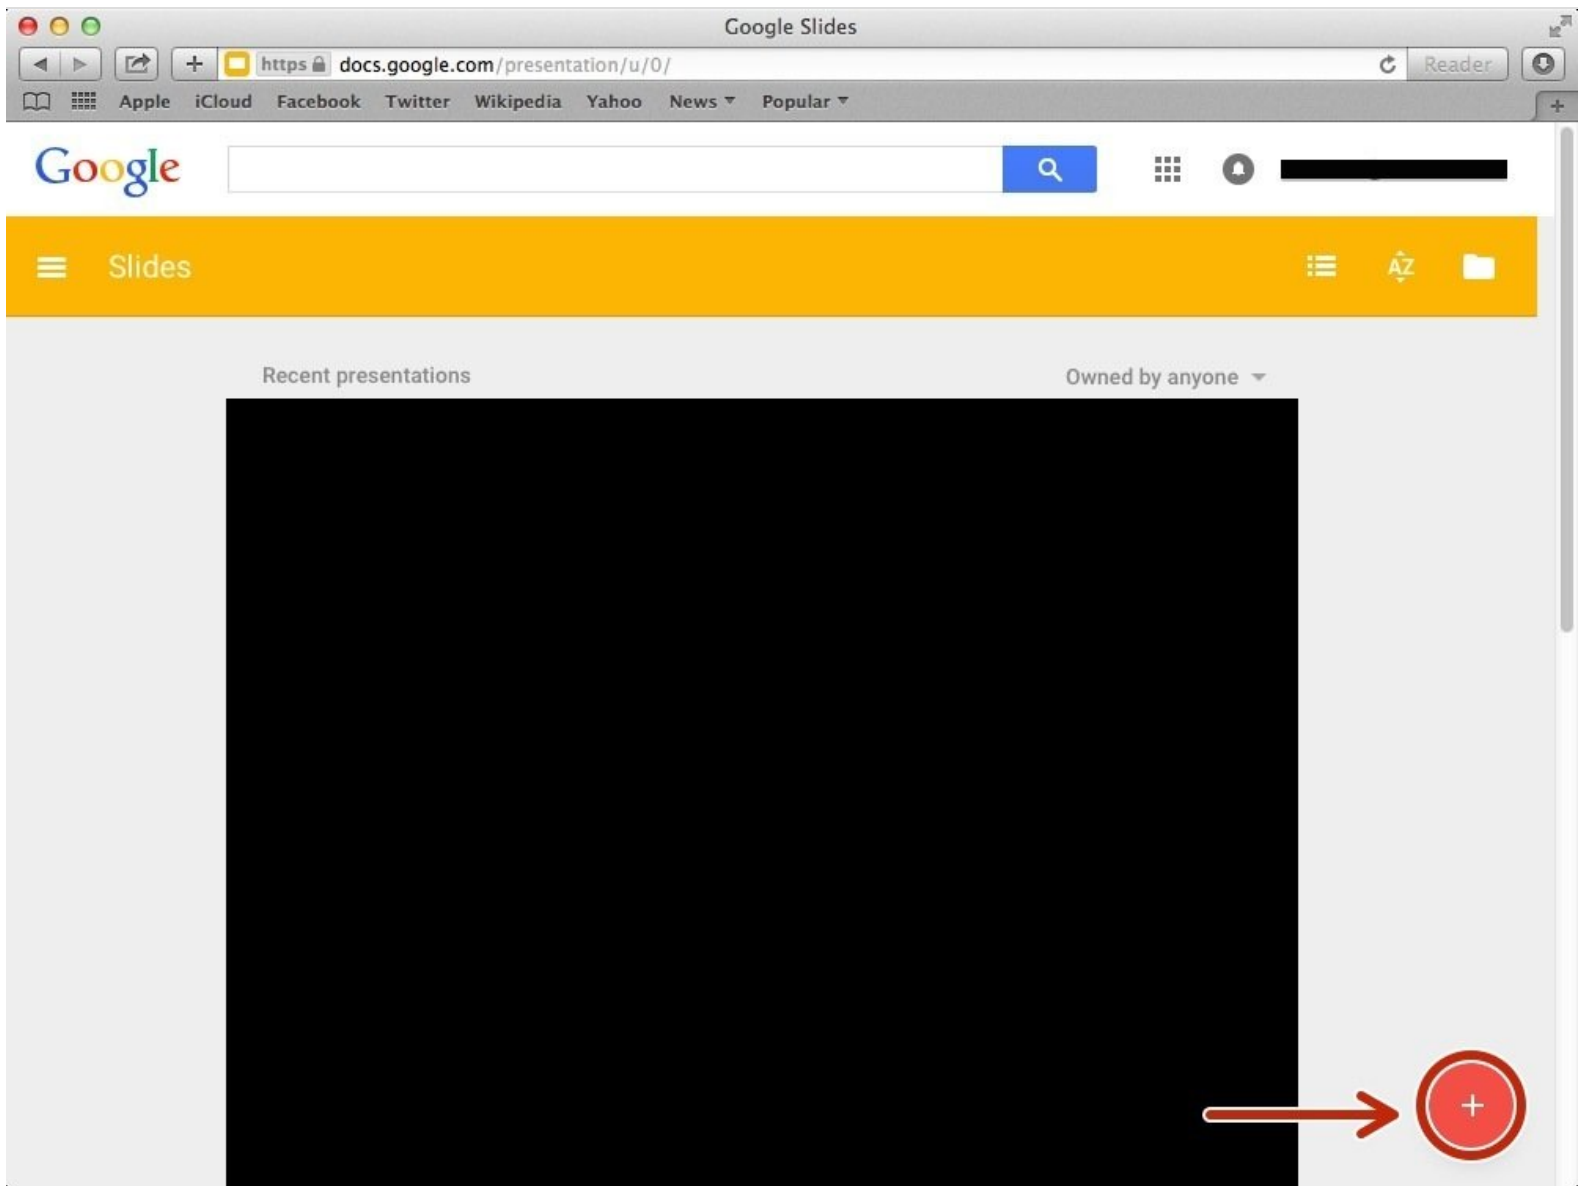 Google Slides
https docs.google.com/presentation/u/0/
Reader
Apple iCloud Facebook Twitter Wikipedia Yahoo News Popular
Google
Slides
AZ
Recent presentations
Owned by anyone